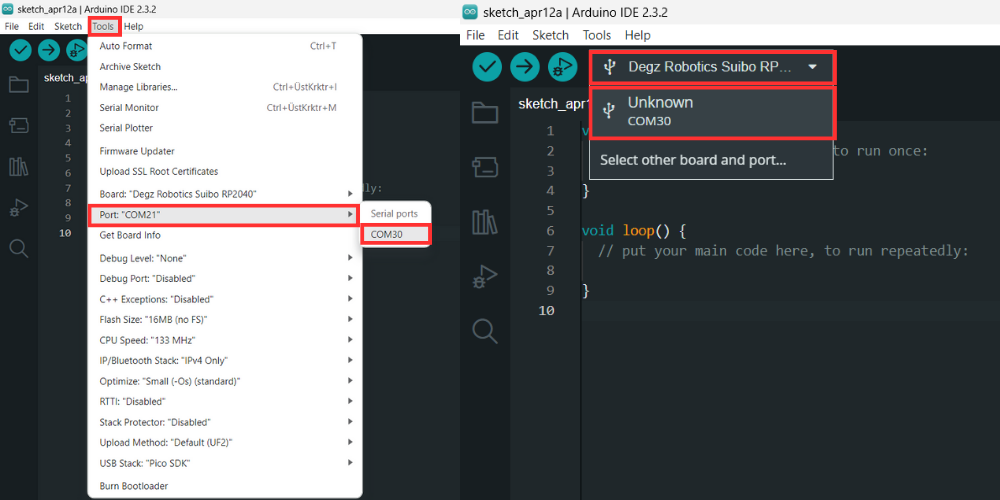 sketch_apr12a | Arduino IDE 2.3.2
File Edit Sketch Tools Help
Auto Format Ctrl+T
Archive Sketch
Manage Libraries... Ctrl+ÜstKrktr+I
Serial Monitor Ctrl+ÜstKrktr+M
Serial Plotter
Firmware Updater
Upload SSL Root Certificates
Board: "Degz Robotics Suibo RP2040"
Port: "COM21"
Get Board Info
Debug Level: "None"
Debug Port: "Disabled"
C++ Exceptions: "Disabled"
Flash Size: "16MB (no FS)"
CPU Speed: "133 MHz"
IP/Bluetooth Stack: "IPv4 Only"
Optimize: "Small (-Os) (standard)"
RTTI: "Disabled"
Stack Protector: "Disabled"
Upload Method: "Default (UF2)"
USB Stack: "Pico SDK"
Burn Bootloader
Serial ports
COM30
sketch_ap
1
2
3
4
5
6
7
8 dly:
9
10
sketch_apr12a | Arduino IDE 2.3.2
File Edit Sketch Tools Help
Degz Robotics Suibo RP...
Unknown
COM30
Select other board and port...
sketch_apr1
1 v
2 to run once:
3
4 }
5
6 void loop() {
7 // put your main code here, to run repeatedly:
8
9 }
10